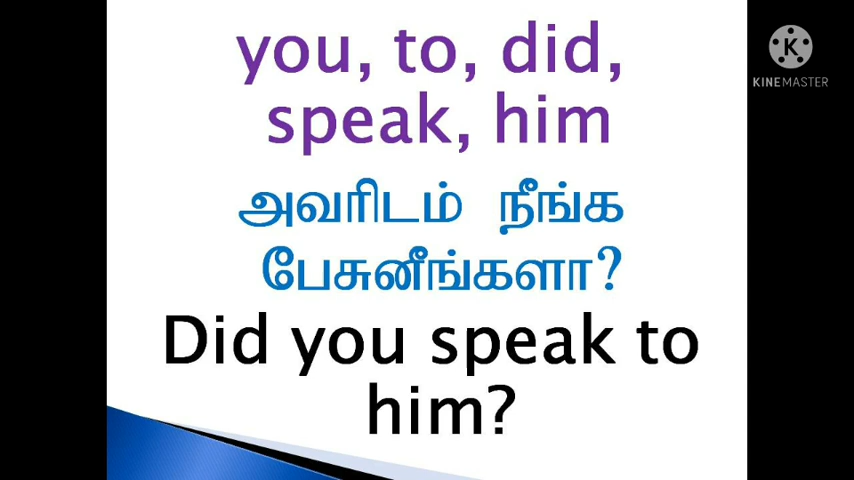 you, to, did,
speak, him
KINEMASTER
அவரிடம் நீங்க
பேசுனீங்களா?
Did you speak to
him?